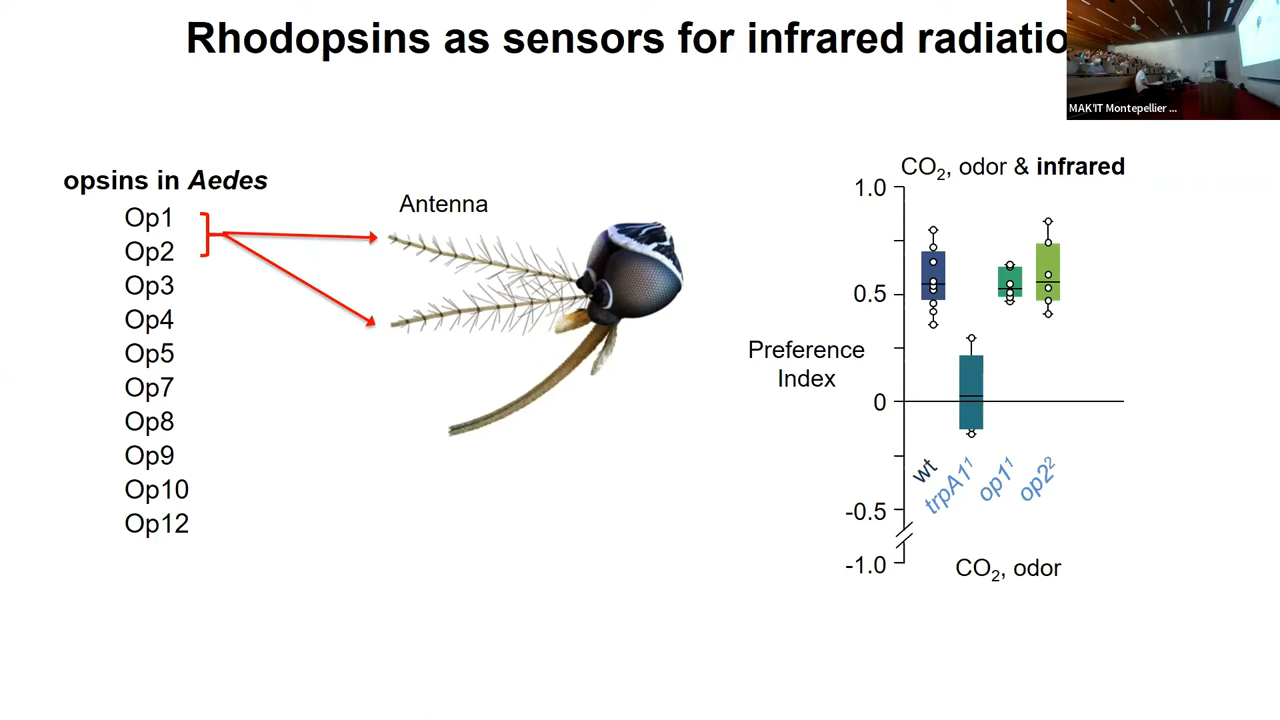 Rhodopsins as sensors for infrared radiatio
MAK'IT Montepellier ...
opsins in Aedes
Op1
Op2
Op3
Op4
Op5
Op7
Op8
Op9
Op10
Op12
Antenna
CO₂, odor & infrared
1.0
0.5
Preference
Index
0
-0.5
-1.0
wt
trpA1¹
op1¹
op2²
CO₂, odor